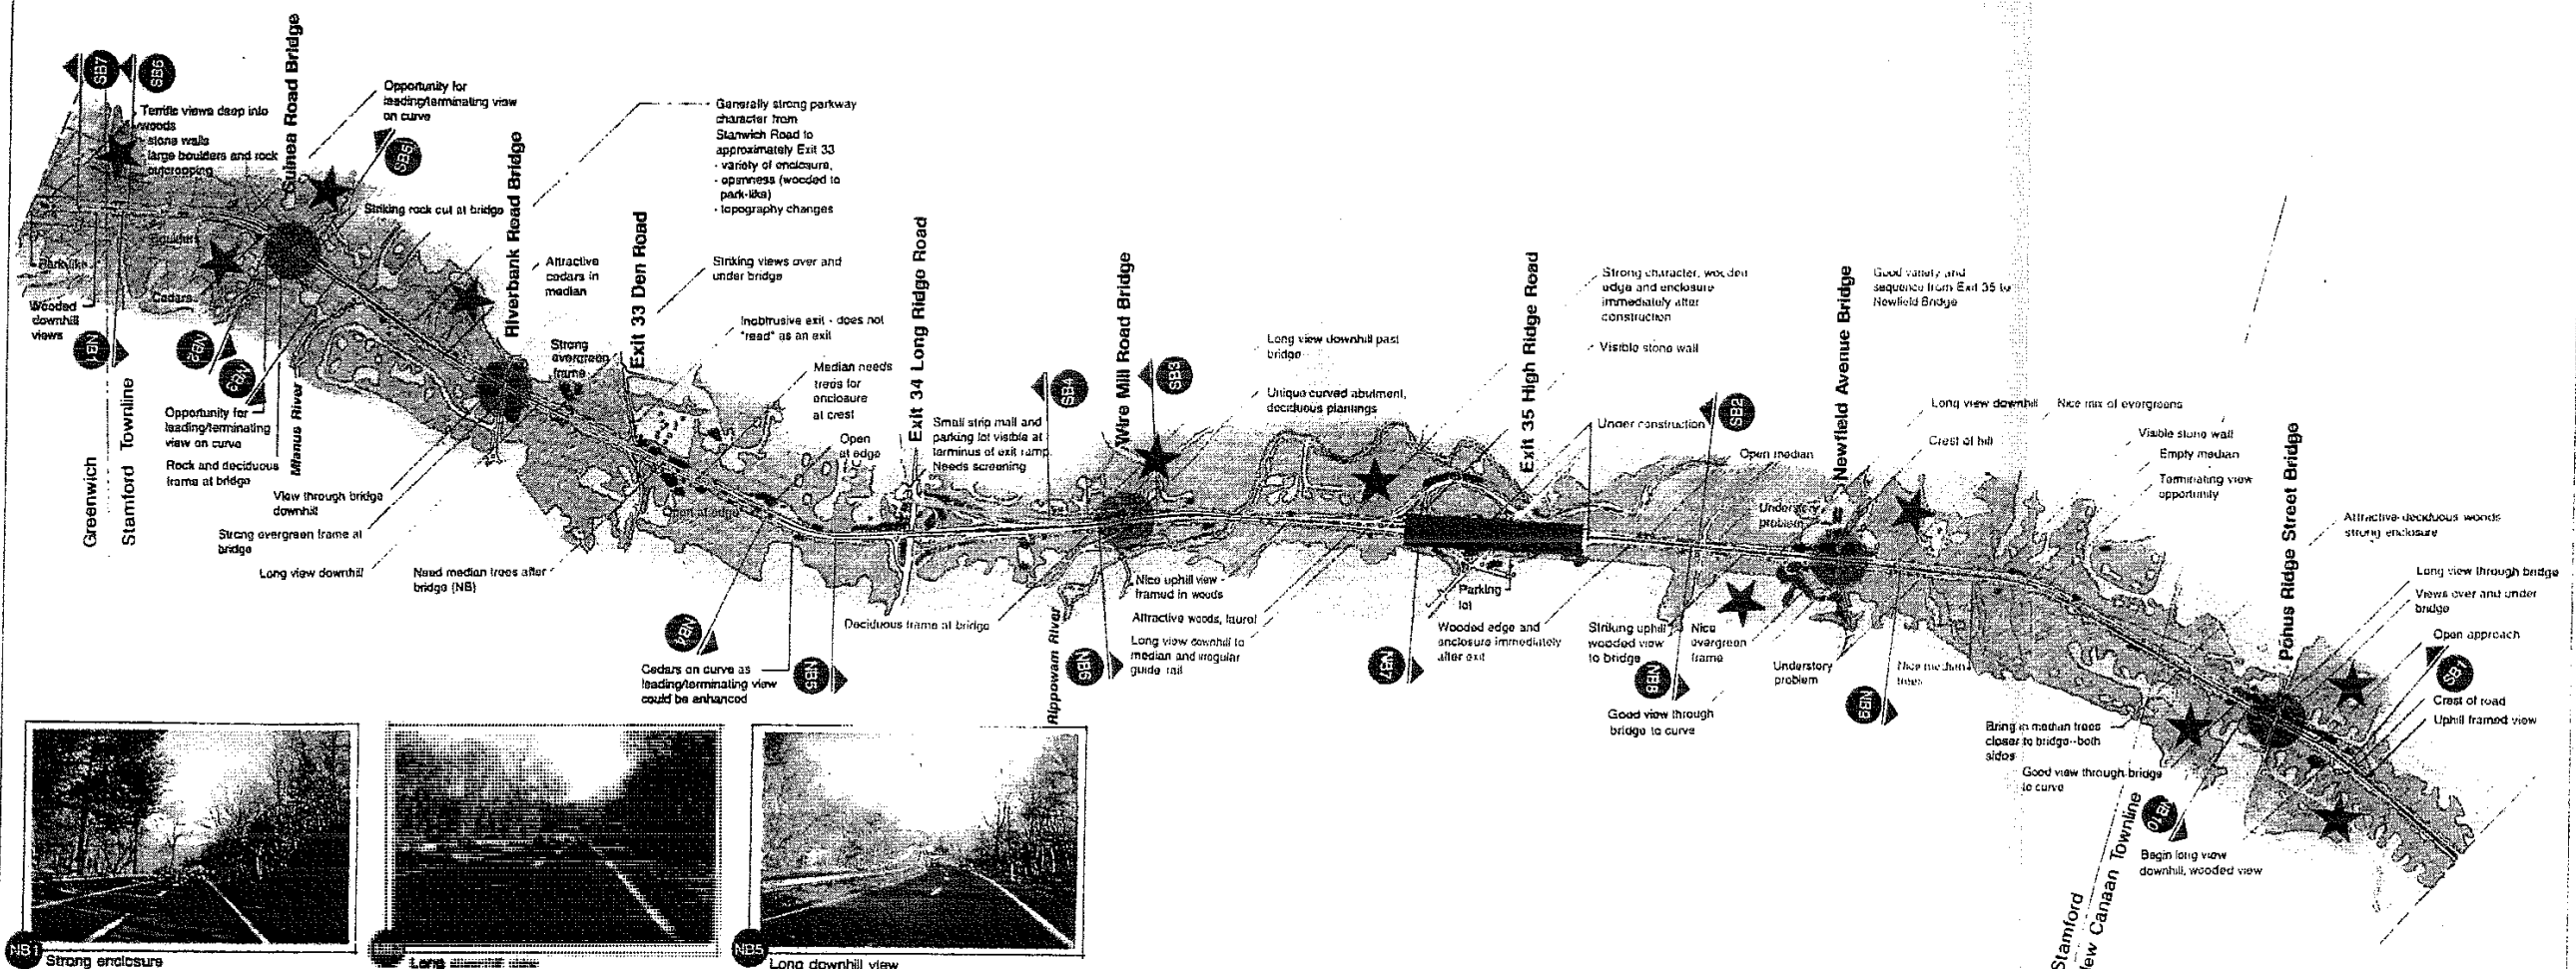 SB7
SB6
Terrific views deep into
woods
- stone walls
- large boulders and rock
outcropping
Guinea Road Bridge
Opportunity for
leading/terminating view
on curve
SB5
Striking rock cut at bridge
Boulders
Park-like
Cedars
Wooded
downhill
views
NB1
NB2
NB3
Greenwich
Stamford Townline
Opportunity for
leading/terminating
view on curve
Rock and deciduous
frame at bridge
Mianus River
View through bridge
downhill
Strong evergreen frame at
bridge
Long view downhill
Riverbank Road Bridge
Generally strong parkway
character from
Stanwich Road to
approximately Exit 33
- variety of enclosure,
- openness (wooded to
park-like)
- topography changes
Attractive
cedars in
median
Strong
evergreen
frame
Exit 33 Den Road
Striking views over and
under bridge
Inobtrusive exit - does not
"read" as an exit
Median needs
trees for
enclosure
at crest
Open
at edge
Open at edge
Need median trees after
bridge (NB)
NB4
Cedars on curve as
leading/terminating view
could be enhanced
NB5
Exit 34 Long Ridge Road
Small strip mall and
parking lot visible at
terminus of exit ramp.
Needs screening
Deciduous frame at bridge
SB4
Wire Mill Road Bridge
SB3
Rippowam River
NB6
Nice uphill view -
framed in woods
Attractive woods, laurel
Long view downhill to
median and irregular
guide rail
Long view downhill past
bridge
Unique curved abutment,
deciduous plantings
NB7
Exit 35 High Ridge Road
Strong character, wooded
edge and enclosure
immediately after
construction
Visible stone wall
Under construction
Parking
lot
Wooded edge and
enclosure immediately
after exit
SB2
Open median
Striking uphill
wooded view
to bridge
NB8
Nice
evergreen
frame
Good view through
bridge to curve
Newfield Avenue Bridge
Good variety and
sequence from Exit 35 to
Newfield Bridge
Understory
problem
Understory
problem
NB9
Nice median
trees
Long view downhill
Crest of hill
Nice mix of evergreens
Visible stone wall
Empty median
Terminating view
opportunity
Ponus Ridge Street Bridge
Attractive deciduous woods
strong enclosure
Long view through bridge
Views over and under
bridge
Open approach
SB1
Crest of road
Uphill framed view
Bring in median trees
closer to bridge--both
sides
Good view through bridge
to curve
NB10
Begin long view
downhill, wooded view
Stamford
New Canaan Townline
NB1
Strong enclosure
Long downhill view
NB5
Long downhill view